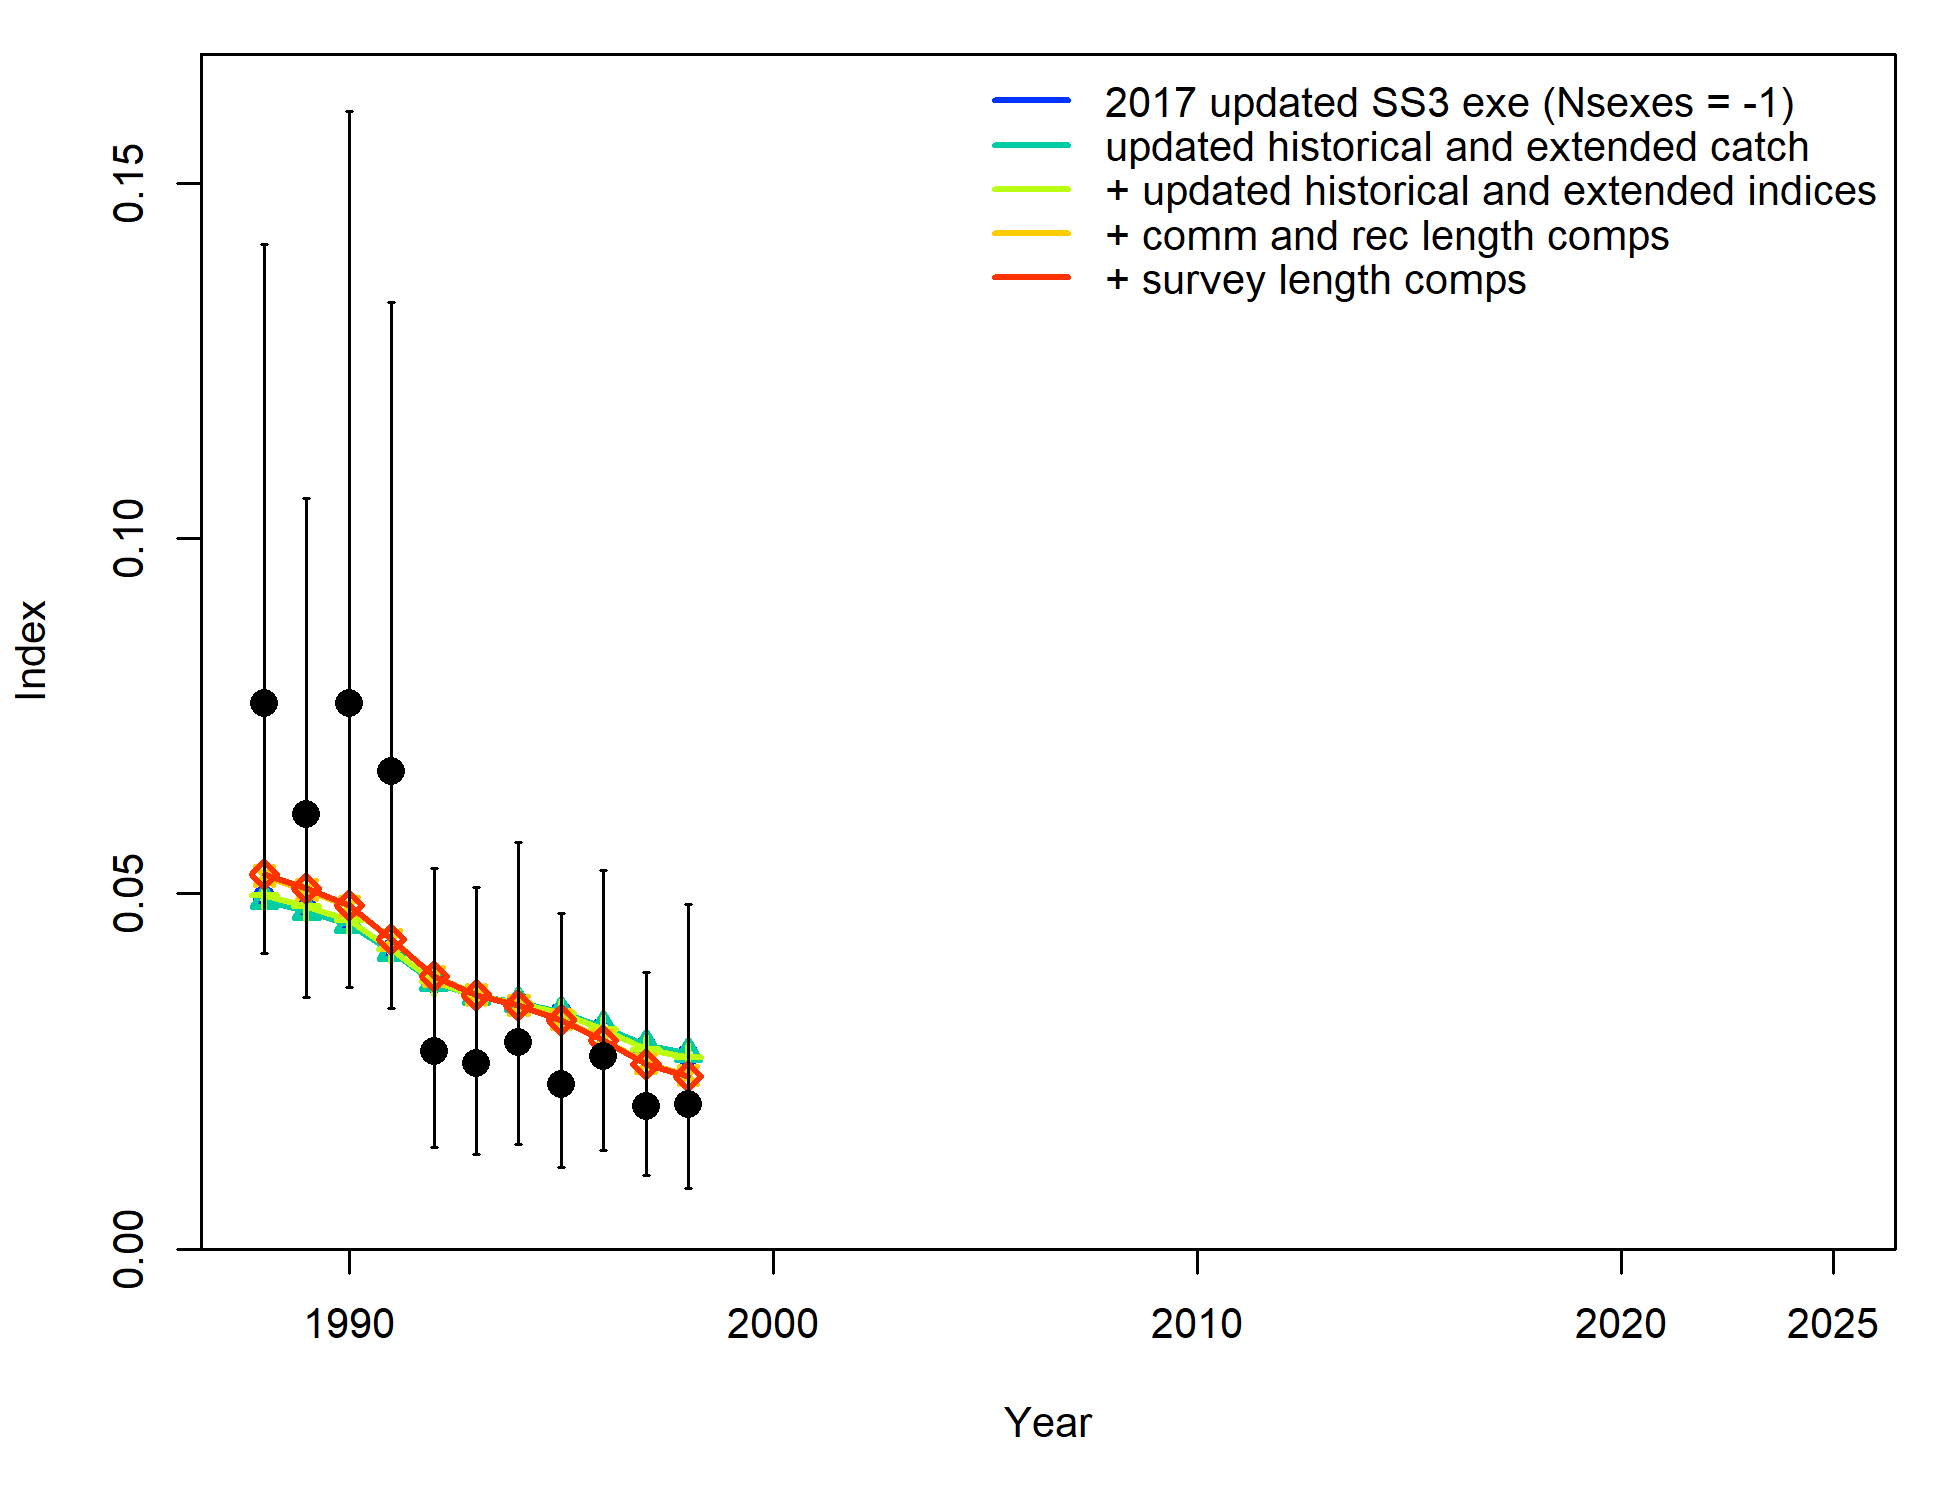 2017 updated SS3 exe (Nsexes = -1)
updated historical and extended catch
+ updated historical and extended indices
+ comm and rec length comps
+ survey length comps
0.15
0.10
0.05
0.00
Index
1990
2000
2010
2020
2025
Year